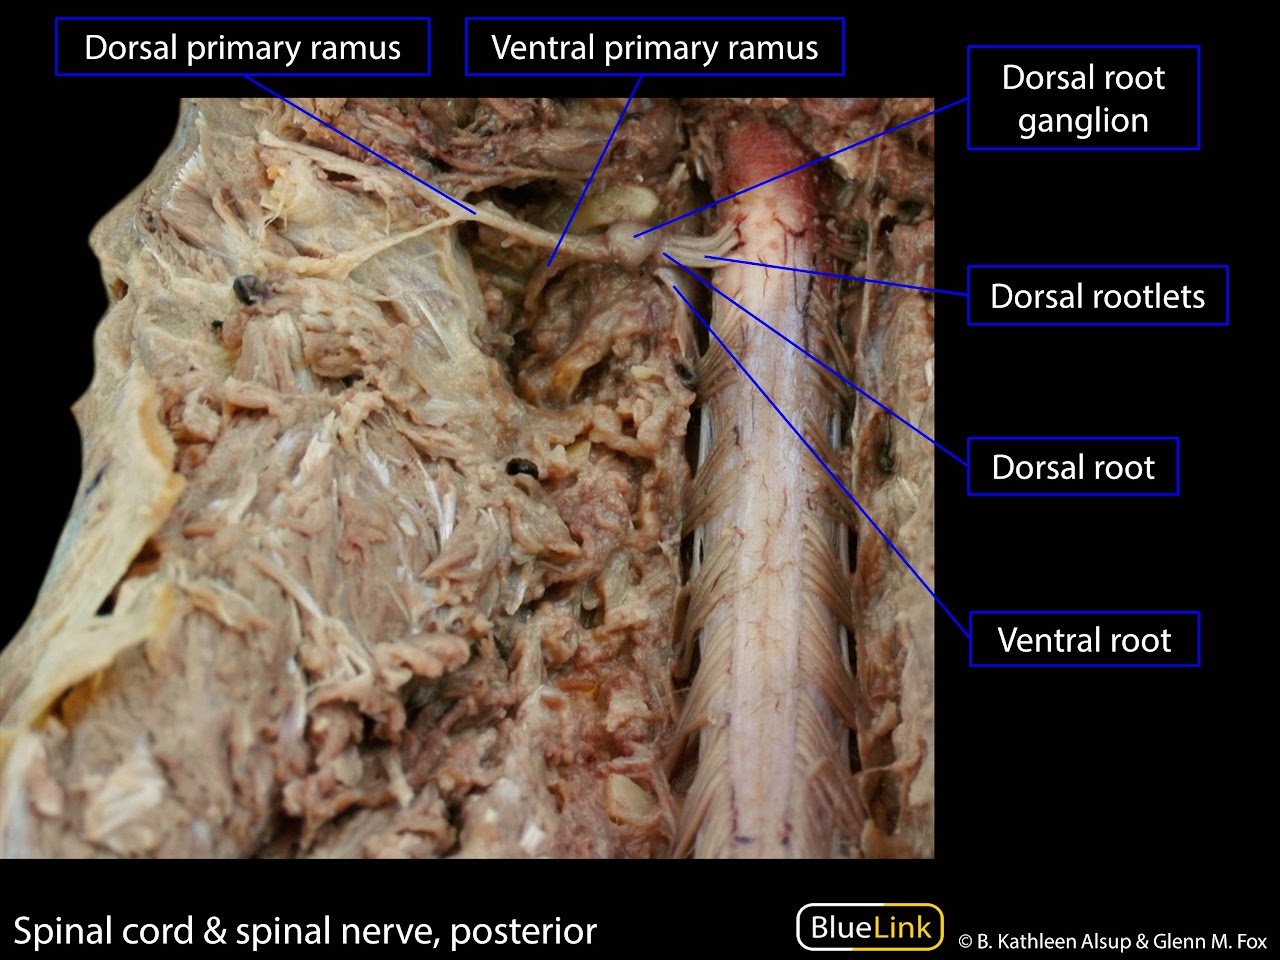 Dorsal primary ramus
Ventral primary ramus
Dorsal root
ganglion
Dorsal rootlets
Dorsal root
Ventral root
Spinal cord & spinal nerve, posterior
BlueLink
© B. Kathleen Alsup & Glenn M. Fox